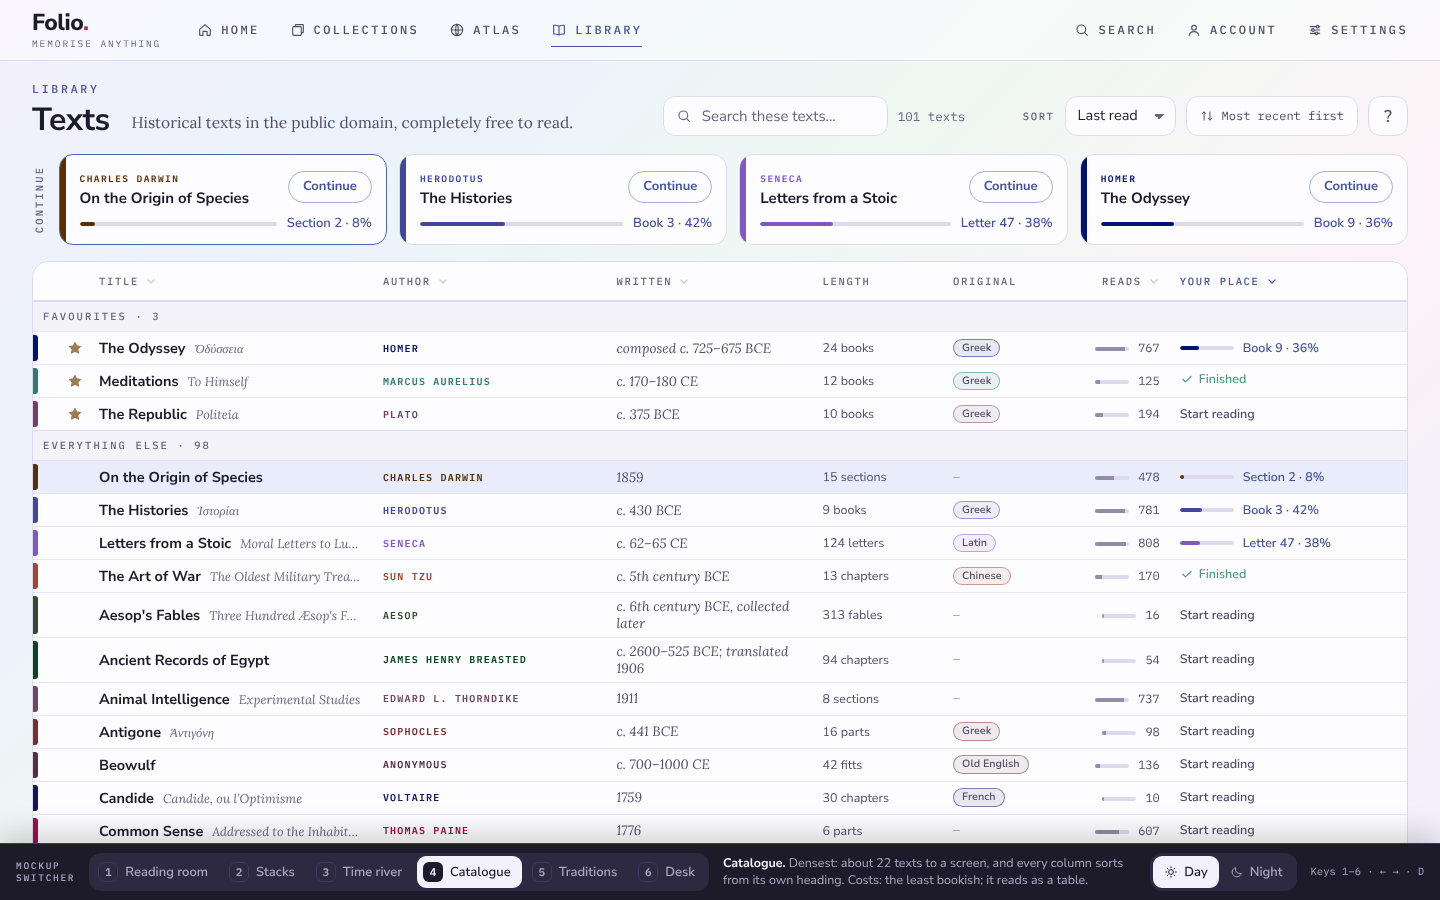 Folio.
MEMORISE ANYTHING
HOME
COLLECTIONS
ATLAS
LIBRARY
SEARCH
ACCOUNT
SETTINGS
LIBRARY
Texts
Historical texts in the public domain, completely free to read.
Search these texts...
101 texts
SORT
Last read
Most recent first
?
CONTINUE
CHARLES DARWIN
On the Origin of Species
Continue
Section 2 · 8%
HERODOTUS
The Histories
Continue
Book 3 · 42%
SENECA
Letters from a Stoic
Continue
Letter 47 · 38%
HOMER
The Odyssey
Continue
Book 9 · 36%
TITLE AUTHOR WRITTEN LENGTH ORIGINAL READS YOUR PLACE
FAVOURITES · 3
The Odyssey Ὀδύσσεια HOMER composed c. 725–675 BCE 24 books Greek 767 Book 9 · 36%
Meditations To Himself MARCUS AURELIUS c. 170–180 CE 12 books Greek 125 Finished
The Republic Politeia PLATO c. 375 BCE 10 books Greek 194 Start reading
EVERYTHING ELSE · 98
On the Origin of Species CHARLES DARWIN 1859 15 sections – 478 Section 2 · 8%
The Histories Ἱστορίαι HERODOTUS c. 430 BCE 9 books Greek 781 Book 3 · 42%
Letters from a Stoic Moral Letters to Lu... SENECA c. 62–65 CE 124 letters Latin 808 Letter 47 · 38%
The Art of War The Oldest Military Trea... SUN TZU c. 5th century BCE 13 chapters Chinese 170 Finished
Aesop's Fables Three Hundred Æsop's F... AESOP c. 6th century BCE, collected later 313 fables – 16 Start reading
Ancient Records of Egypt JAMES HENRY BREASTED c. 2600–525 BCE; translated 1906 94 chapters – 54 Start reading
Animal Intelligence Experimental Studies EDWARD L. THORNDIKE 1911 8 sections – 737 Start reading
Antigone Ἀντιγόνη SOPHOCLES c. 441 BCE 16 parts Greek 98 Start reading
Beowulf ANONYMOUS c. 700–1000 CE 42 fitts Old English 136 Start reading
Candide Candide, ou l'Optimisme VOLTAIRE 1759 30 chapters French 10 Start reading
Common Sense Addressed to the Inhabit... THOMAS PAINE 1776 6 parts – 607 Start reading
MOCKUP
SWITCHER
1 Reading room
2 Stacks
3 Time river
4 Catalogue
5 Traditions
6 Desk
Catalogue. Densest: about 22 texts to a screen, and every column sorts
from its own heading. Costs: the least bookish; it reads as a table.
Day
Night
Keys 1–6 · ← → · D